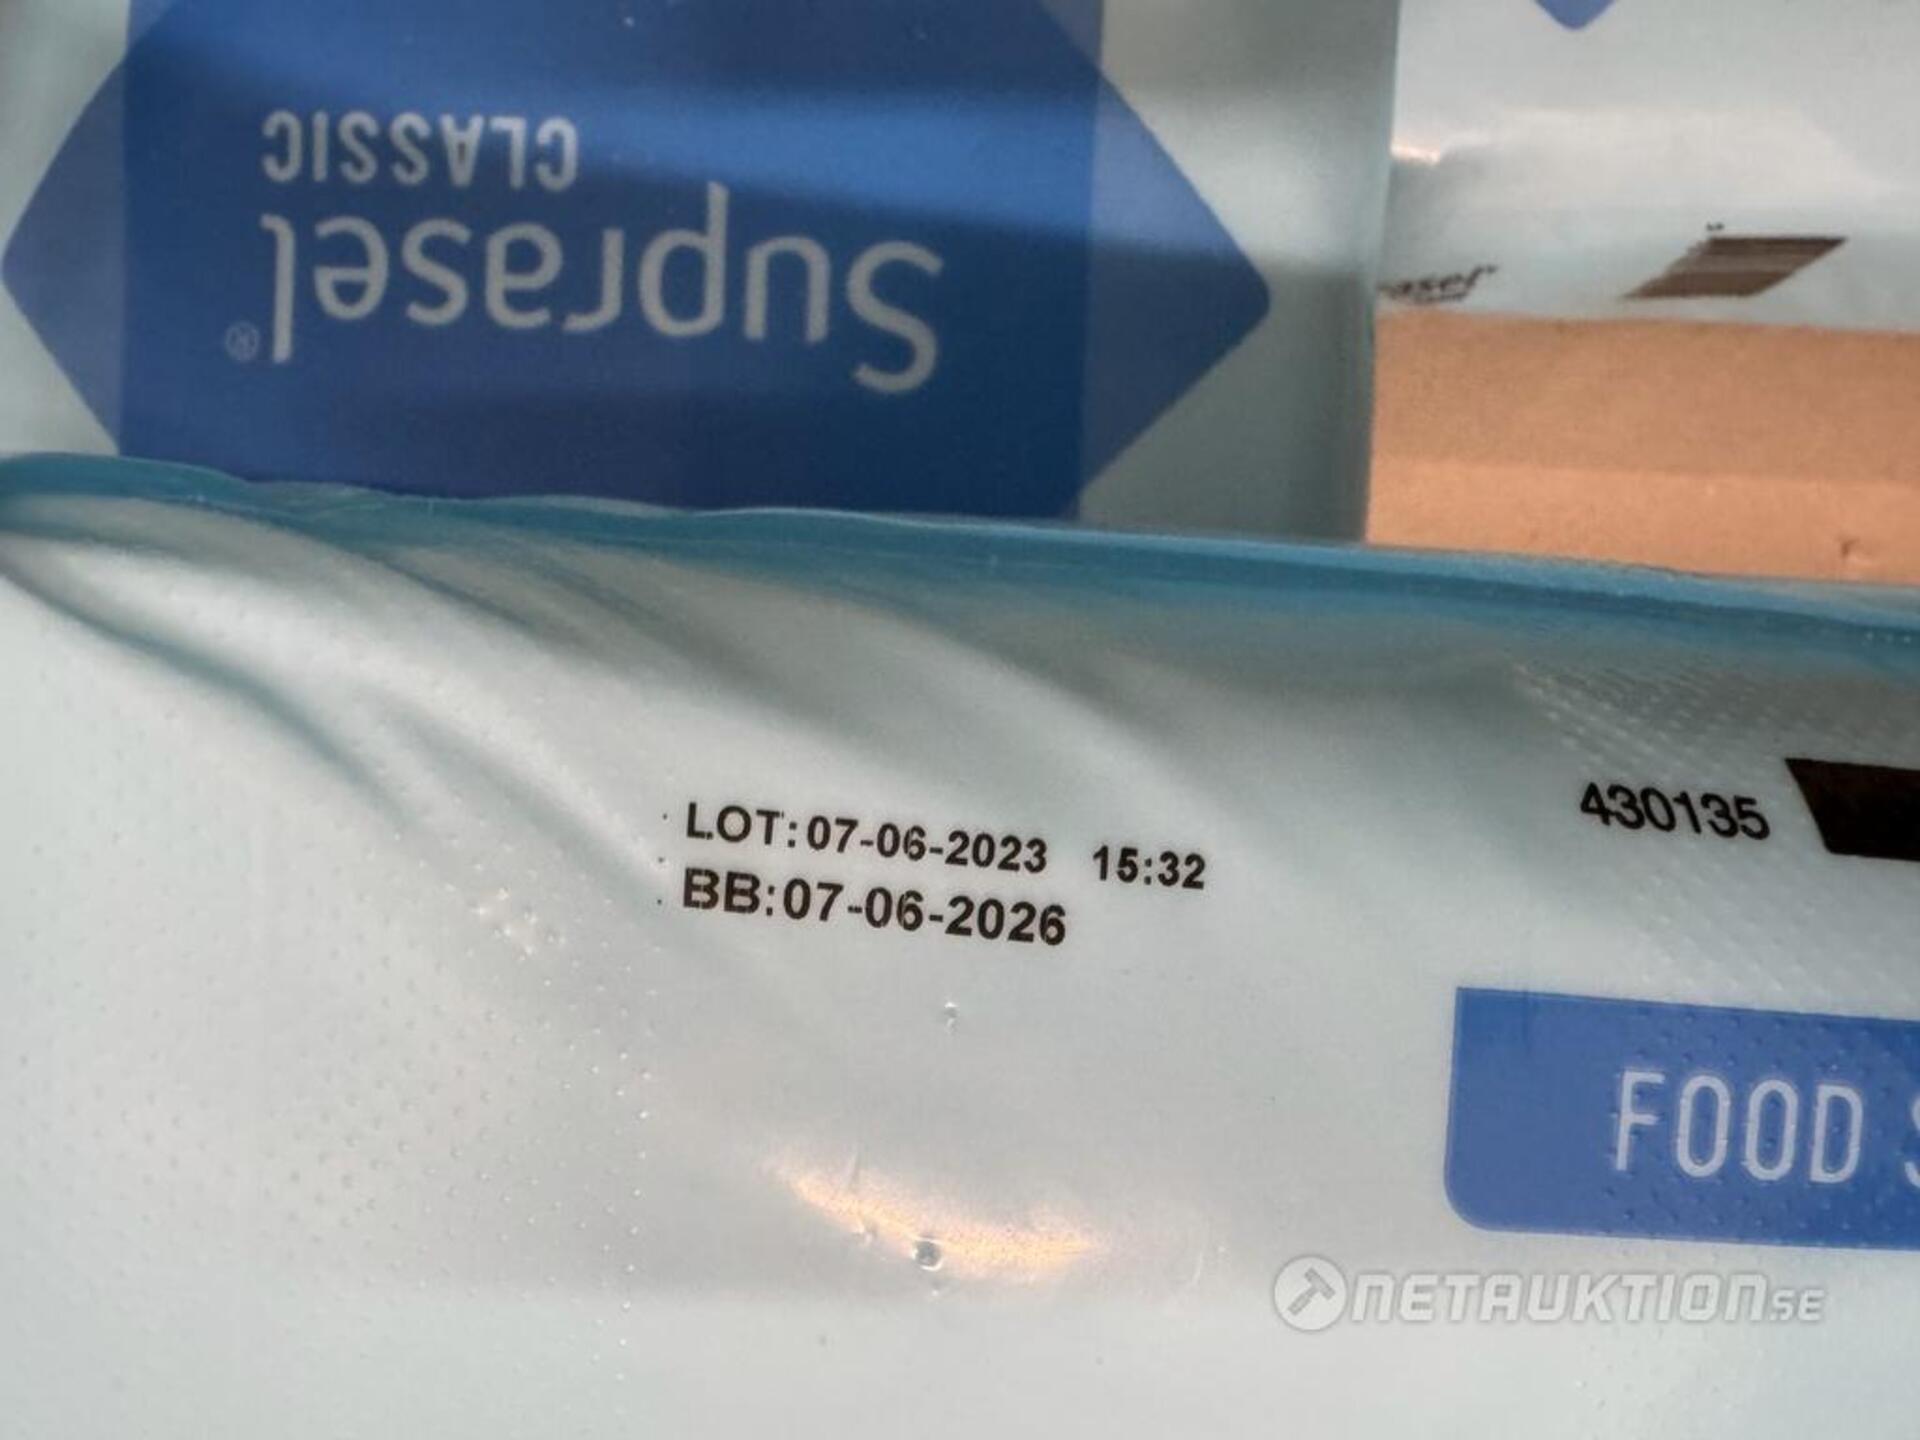 Suprasel®
CLASSIC
LOT:07-06-2023 15:32
BB:07-06-2026
430135
FOOD
NETAUKTION.SE